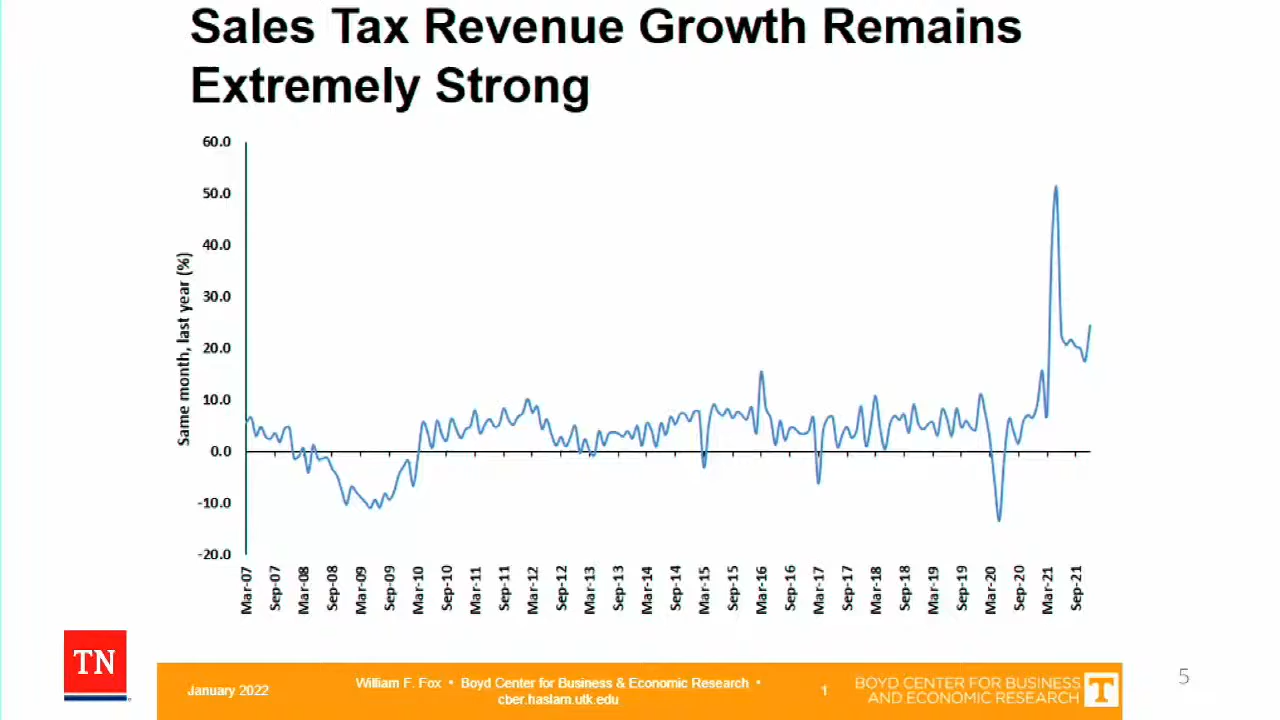 Sales Tax Revenue Growth Remains
Extremely Strong
60.0
50.0
40.0
30.0
20.0
10.0
0.0
-10.0
-20.0
Same month, last year (%)
Mar-07
Sep-07
Mar-08
Sep-08
Mar-09
Sep-09
Mar-10
Sep-10
Mar-11
Sep-11
Mar-12
Sep-12
Mar-13
Sep-13
Mar-14
Sep-14
Mar-15
Sep-15
Mar-16
Sep-16
Mar-17
Sep-17
Mar-18
Sep-18
Mar-19
Sep-19
Mar-20
Sep-20
Mar-21
Sep-21
TN
January 2022
William F. Fox • Boyd Center for Business & Economic Research •
cber.haslam.utk.edu
1
BOYD CENTER FOR BUSINESS
AND ECONOMIC RESEARCH
T
5